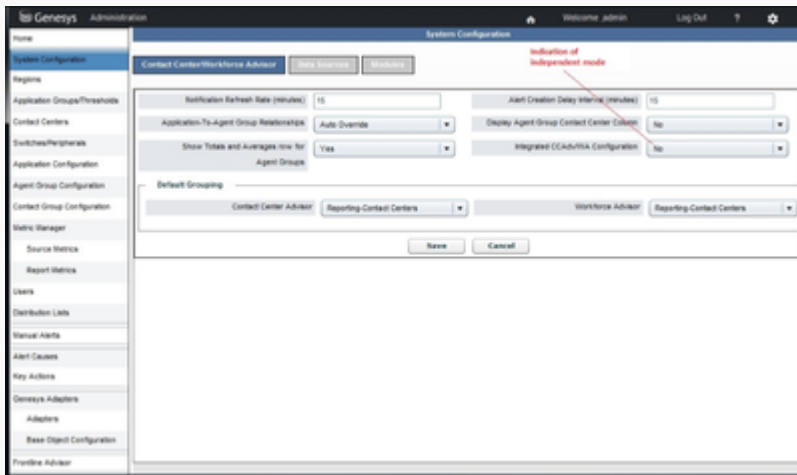 Genesys Administration
Welcome ,admin
Log Out
?
Home
System Configuration
Regions
Application Groups/Thresholds
Contact Centers
Switches/Peripherals
Application Configuration
Agent Group Configuration
Contact Group Configuration
Metric Manager
Source Metrics
Report Metrics
Users
Distribution Lists
Manual Alerts
Alert Causes
Key Actions
Genesys Adapters
Adapters
Base Object Configuration
Frontline Advisor
System Configuration
Indication of
independent mode
Contact Center/Workforce Advisor
Data Sources
Modules
Notification Refresh Rate (minutes) 15
Alert Creation Delay Interval (minutes) 15
Application-To-Agent Group Relationships Auto Override
Display Agent Group Contact Center Column No
Show Totals and Averages row for
Agent Groups
Yes
Integrated CCAdv/WA Configuration No
Default Grouping
Contact Center Advisor Reporting-Contact Centers
Workforce Advisor Reporting-Contact Centers
Save
Cancel